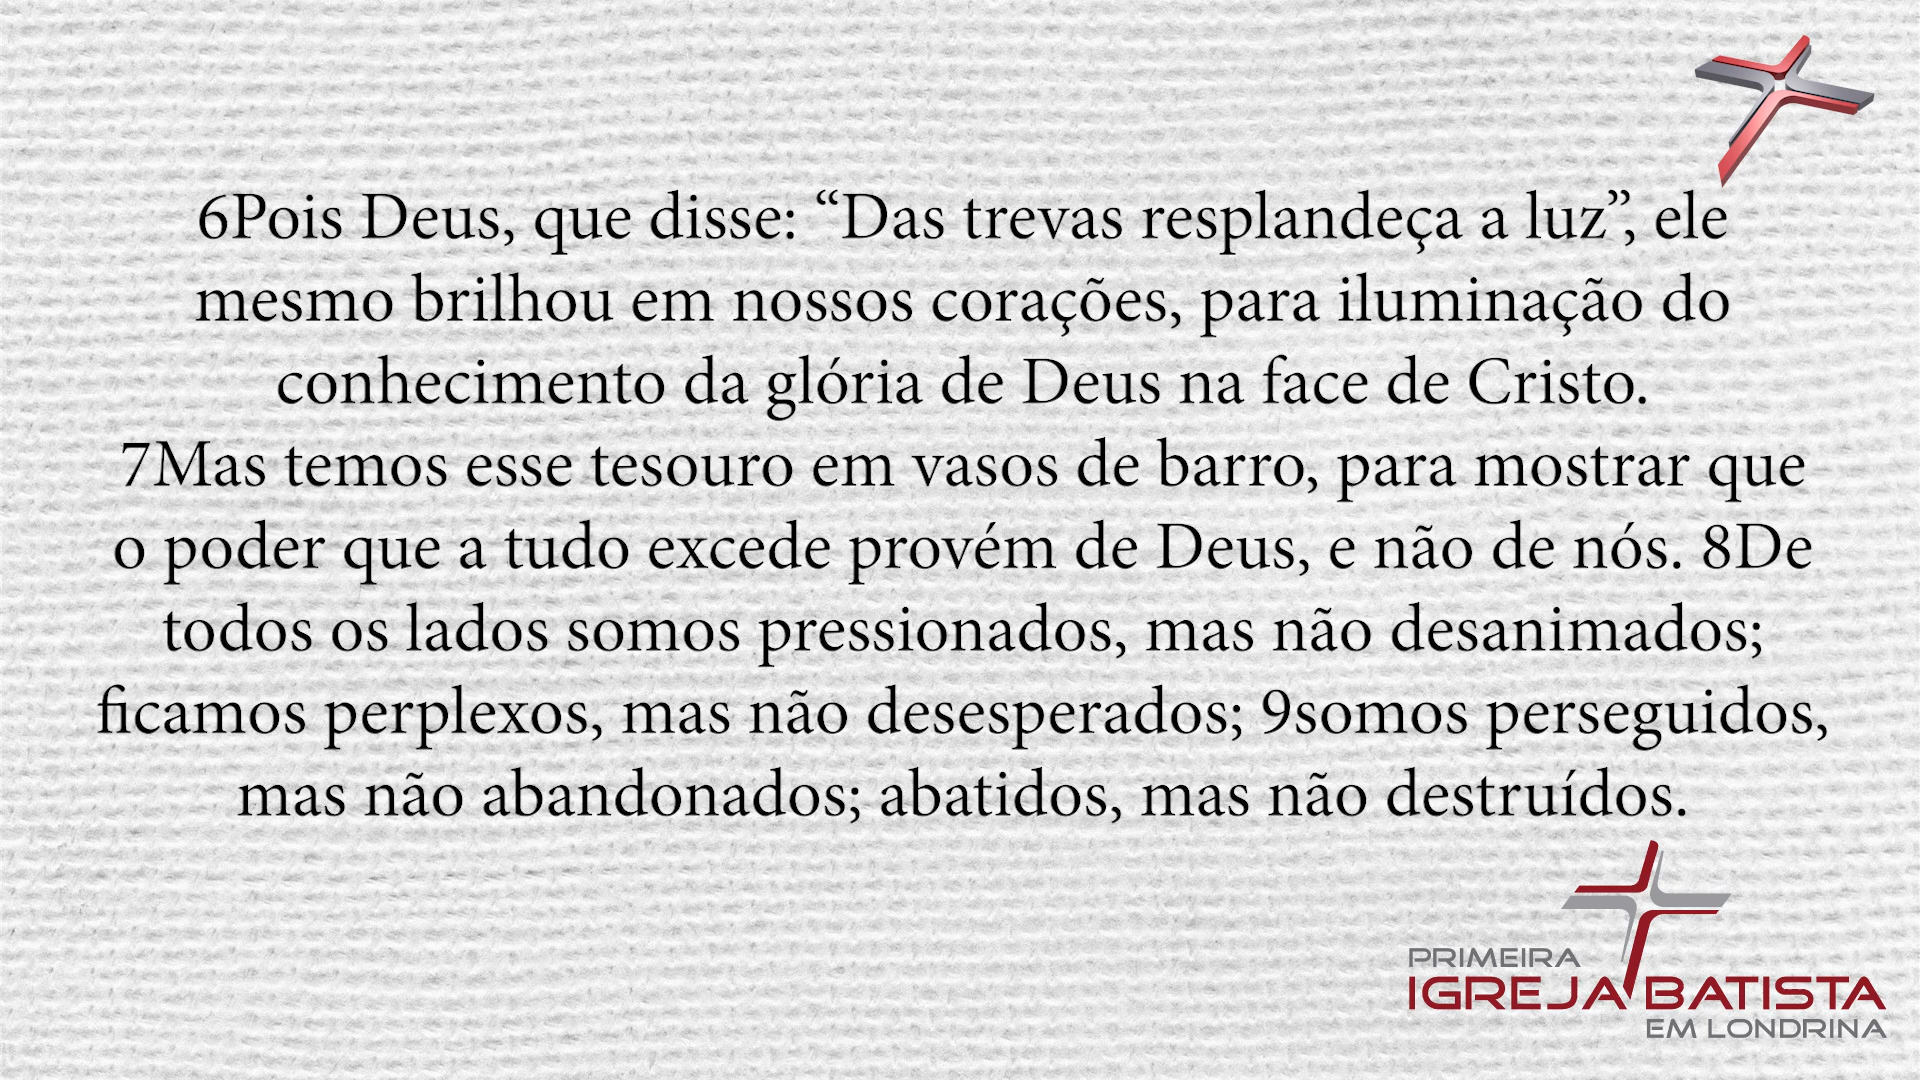 6Pois Deus, que disse: “Das trevas resplandeça a luz”, ele
mesmo brilhou em nossos corações, para iluminação do
conhecimento da glória de Deus na face de Cristo.
7Mas temos esse tesouro em vasos de barro, para mostrar que
o poder que a tudo excede provém de Deus, e não de nós. 8De
todos os lados somos pressionados, mas não desanimados;
ficamos perplexos, mas não desesperados; 9somos perseguidos,
mas não abandonados; abatidos, mas não destruídos.
PRIMEIRA
IGREJA BATISTA
EM LONDRINA